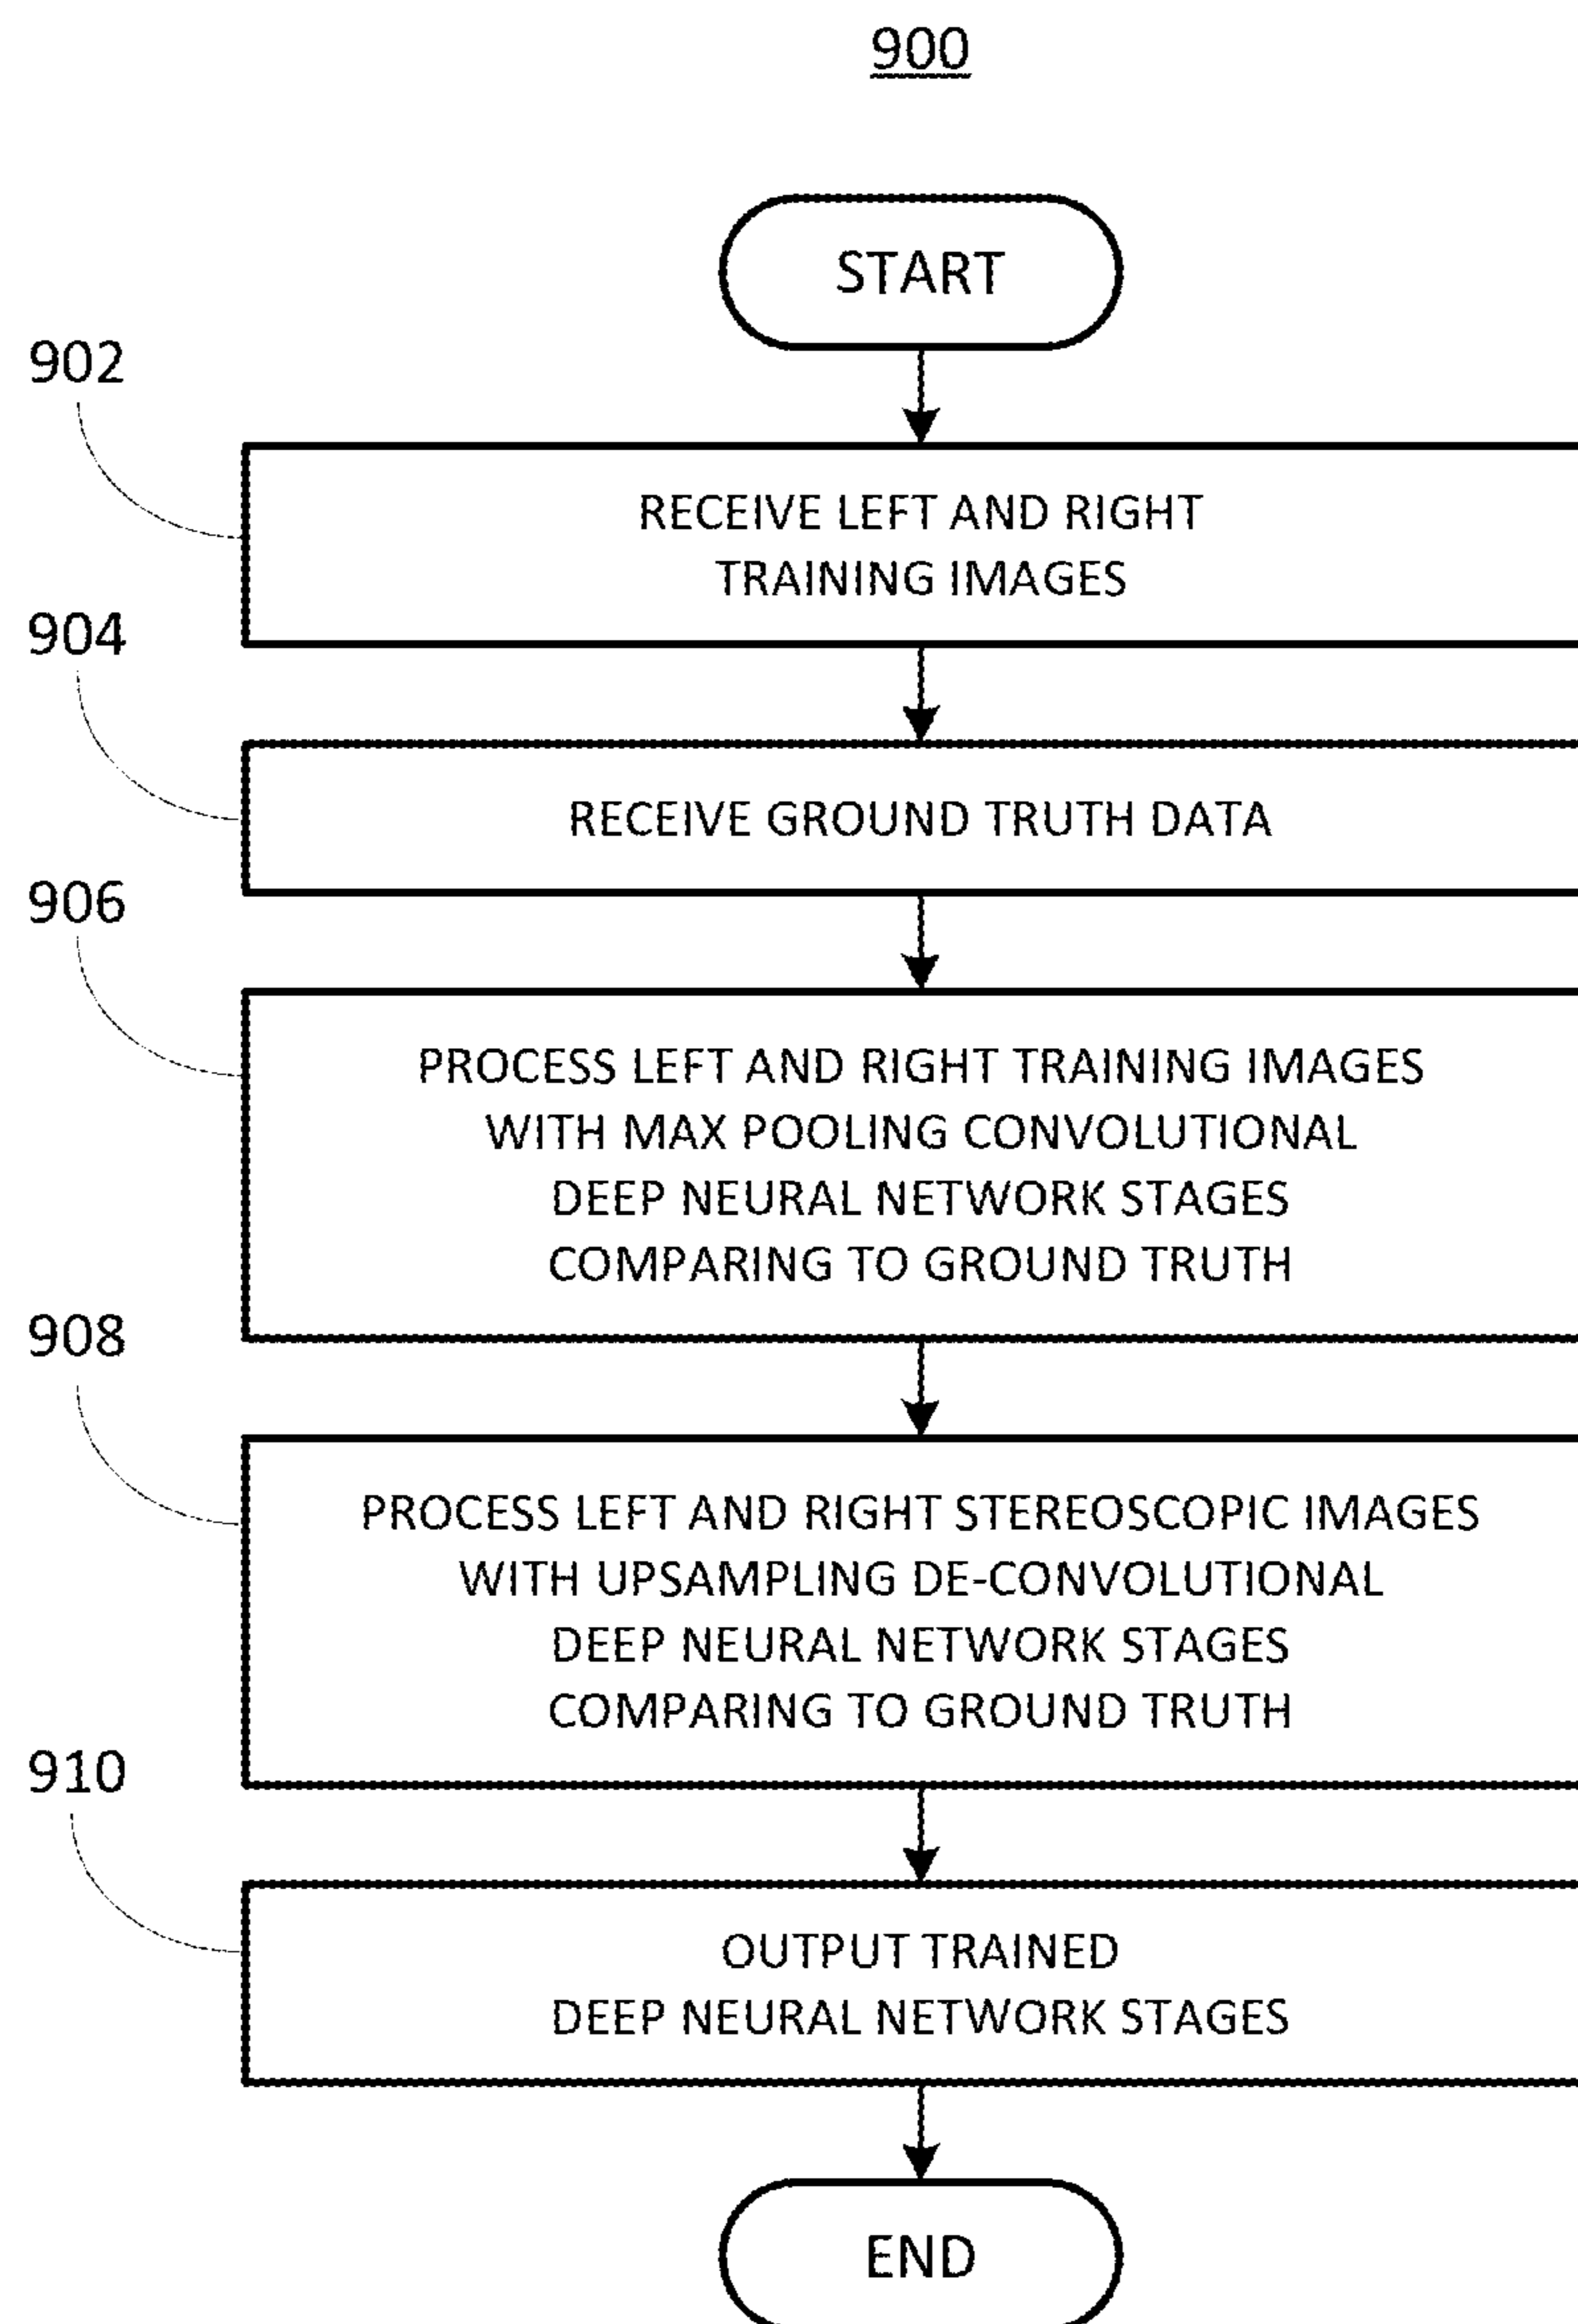 900
START
902
RECEIVE LEFT AND RIGHT
TRAINING IMAGES
904
RECEIVE GROUND TRUTH DATA
906
PROCESS LEFT AND RIGHT TRAINING IMAGES
WITH MAX POOLING CONVOLUTIONAL
DEEP NEURAL NETWORK STAGES
COMPARING TO GROUND TRUTH
908
PROCESS LEFT AND RIGHT STEREOSCOPIC IMAGES
WITH UPSAMPLING DE-CONVOLUTIONAL
DEEP NEURAL NETWORK STAGES
COMPARING TO GROUND TRUTH
910
OUTPUT TRAINED
DEEP NEURAL NETWORK STAGES
END